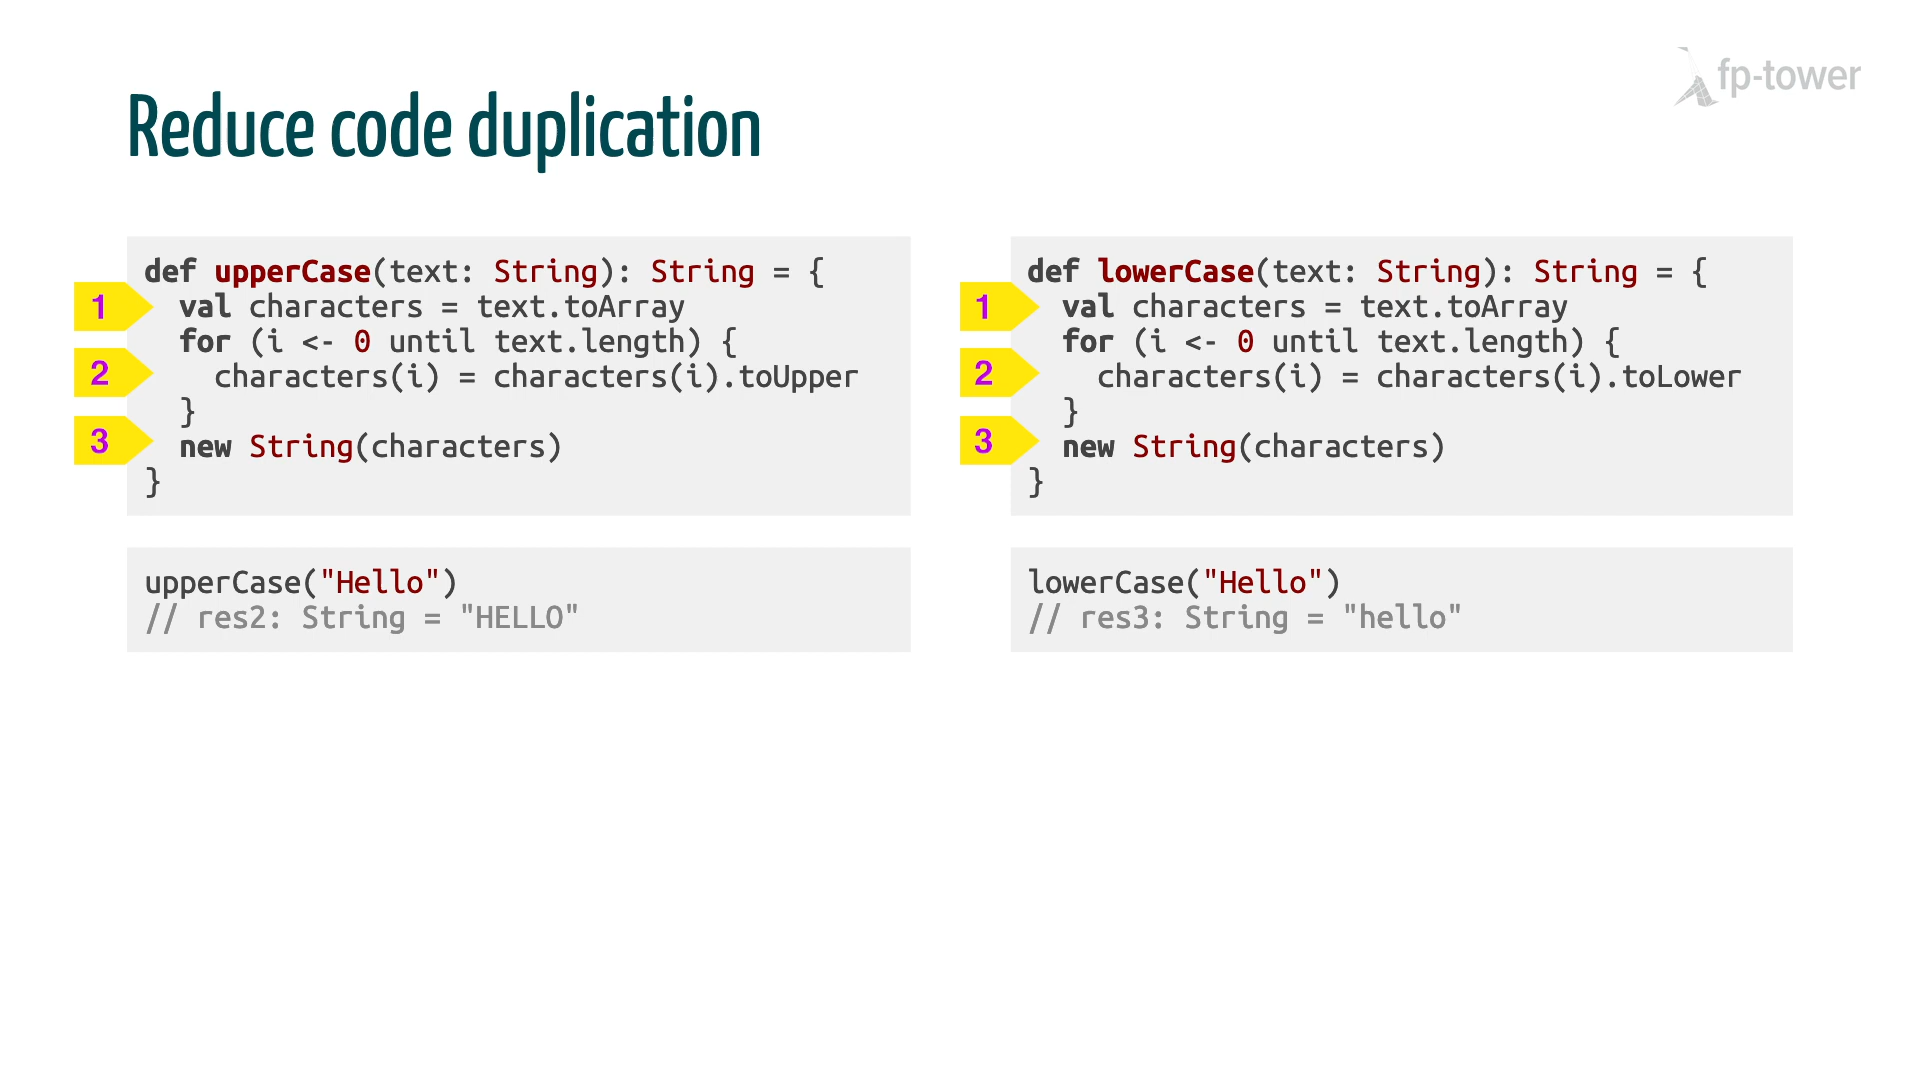 fp-tower
Reduce code duplication
def upperCase(text: String): String = {
1 val characters = text.toArray
for (i <- 0 until text.length) {
2 characters(i) = characters(i).toUpper
}
3 new String(characters)
}
upperCase("Hello")
// res2: String = "HELLO"
def lowerCase(text: String): String = {
1 val characters = text.toArray
for (i <- 0 until text.length) {
2 characters(i) = characters(i).toLower
}
3 new String(characters)
}
lowerCase("Hello")
// res3: String = "hello"